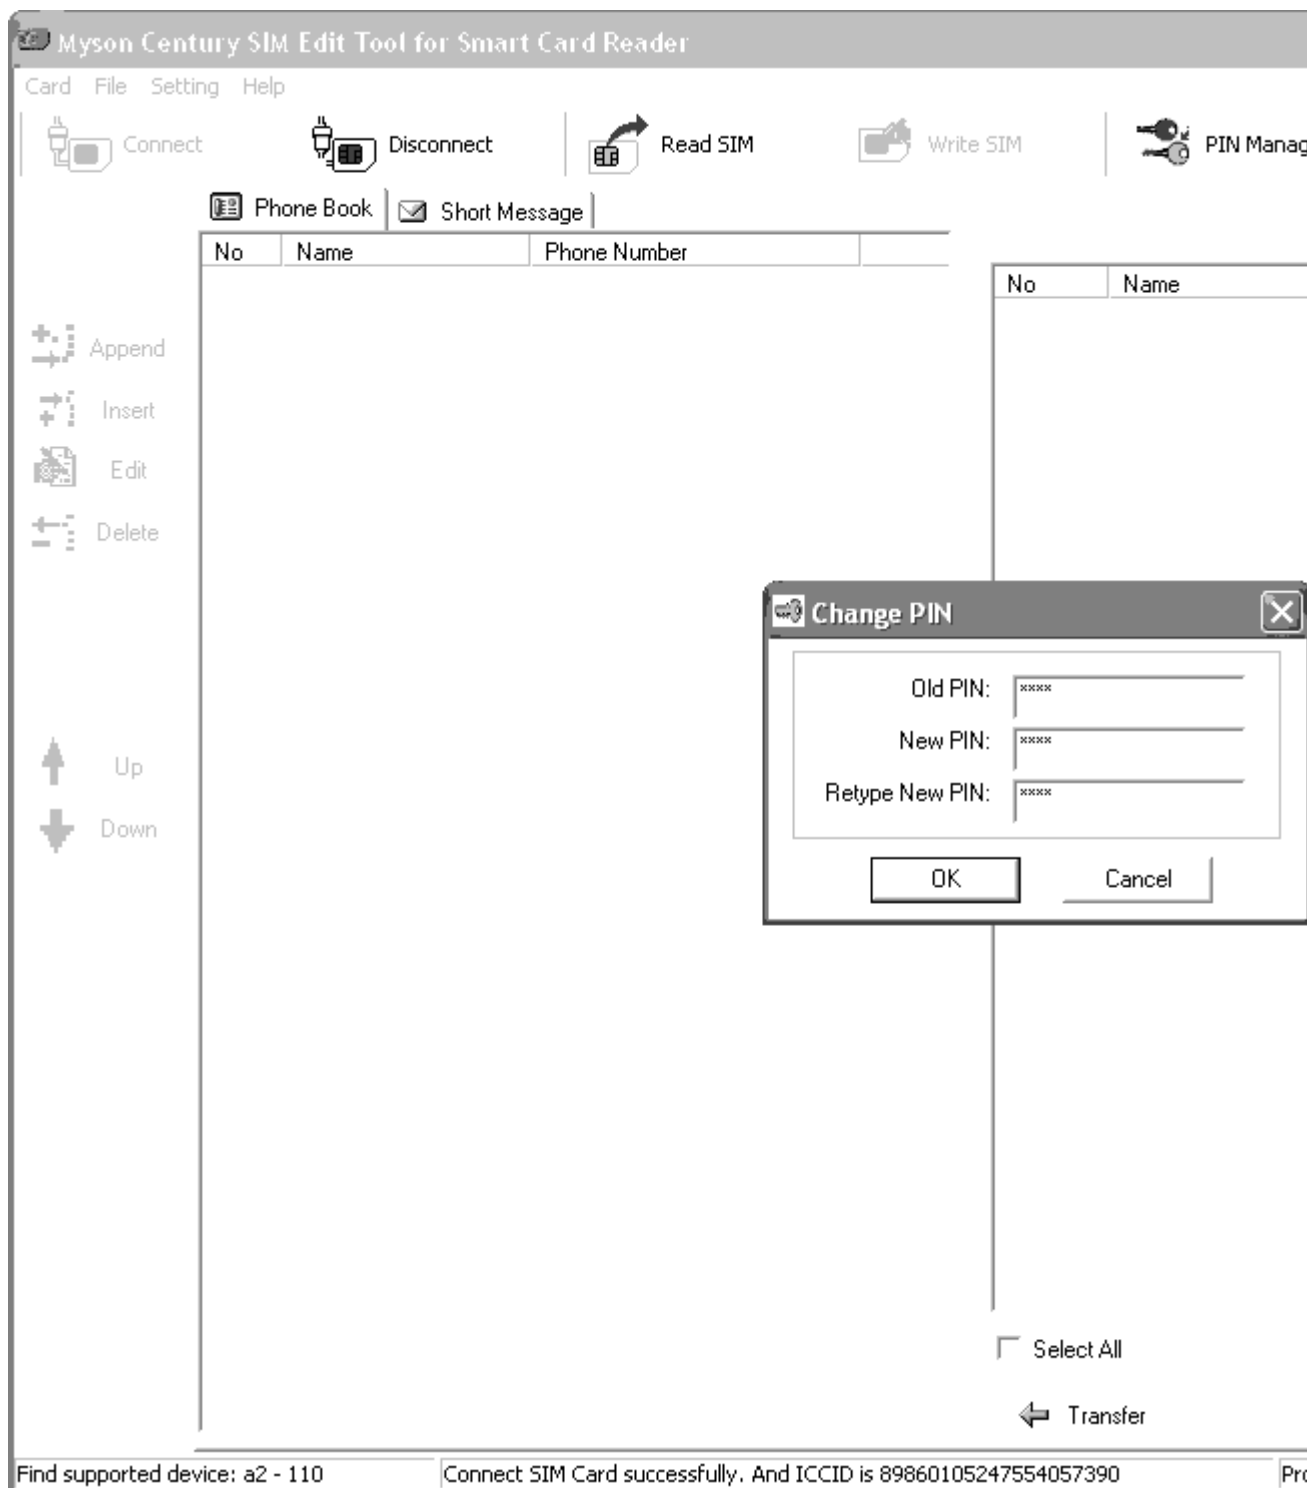 Myson Century SIM Edit Tool for Smart Card Reader
Card File Setting Help
Connect Disconnect Read SIM Write SIM PIN Manag
Phone Book Short Message
No Name Phone Number
No Name
Append
Insert
Edit
Delete
Change PIN
Old PIN: ****
New PIN: ****
Retype New PIN: ****
OK Cancel
Up
Down
Select All
Transfer
Find supported device: a2 - 110 Connect SIM Card successfully. And ICCID is 89860105247554057390 Pro